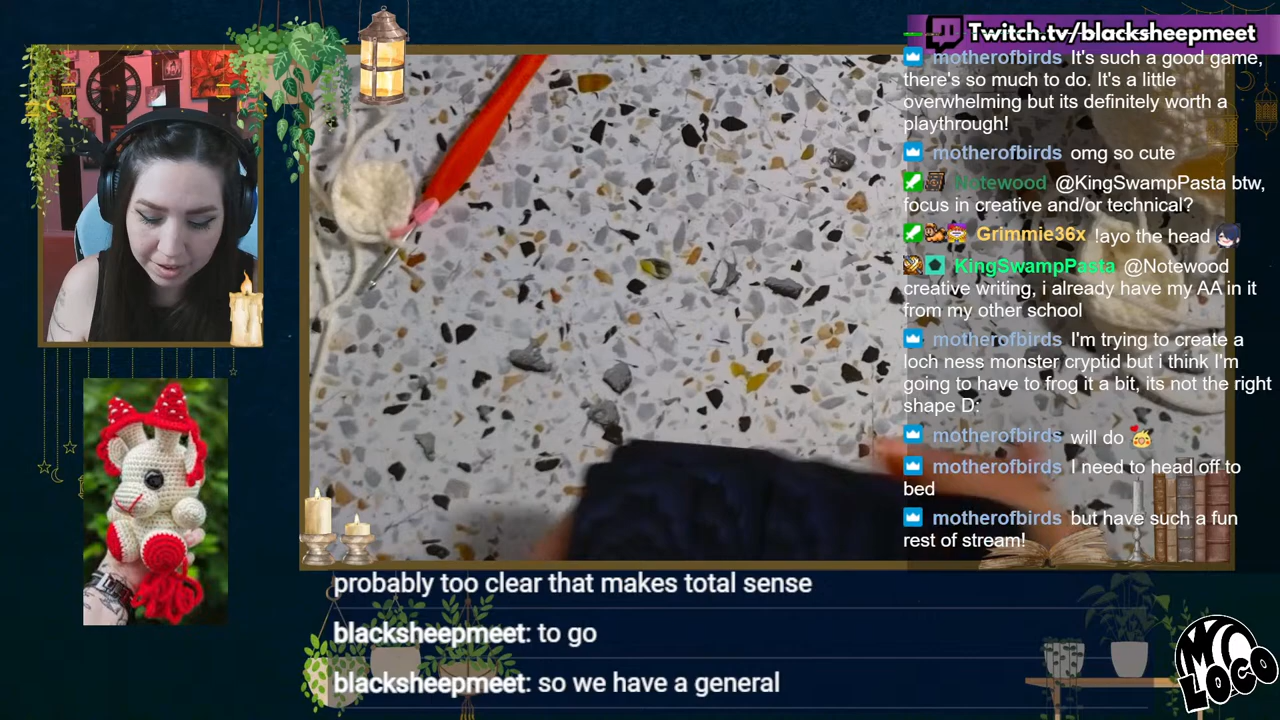 Twitch.tv/blacksheepmeet
motherofbirds It's such a good game,
there's so much to do. It's a little
overwhelming but its definitely worth a
playthrough!
motherofbirds omg so cute
Notewood @KingSwampPasta btw,
focus in creative and/or technical?
Grimmie36x !ayo the head
KingSwampPasta @Notewood
creative writing, i already have my AA in it
from my other school
motherofbirds I'm trying to create a
loch ness monster cryptid but i think I'm
going to have to frog it a bit, its not the right
shape D:
motherofbirds will do
motherofbirds I need to head off to
bed
motherofbirds but have such a fun
rest of stream!
probably too clear that makes total sense
blacksheepmeet: to go
blacksheepmeet: so we have a general
MC
LOCO